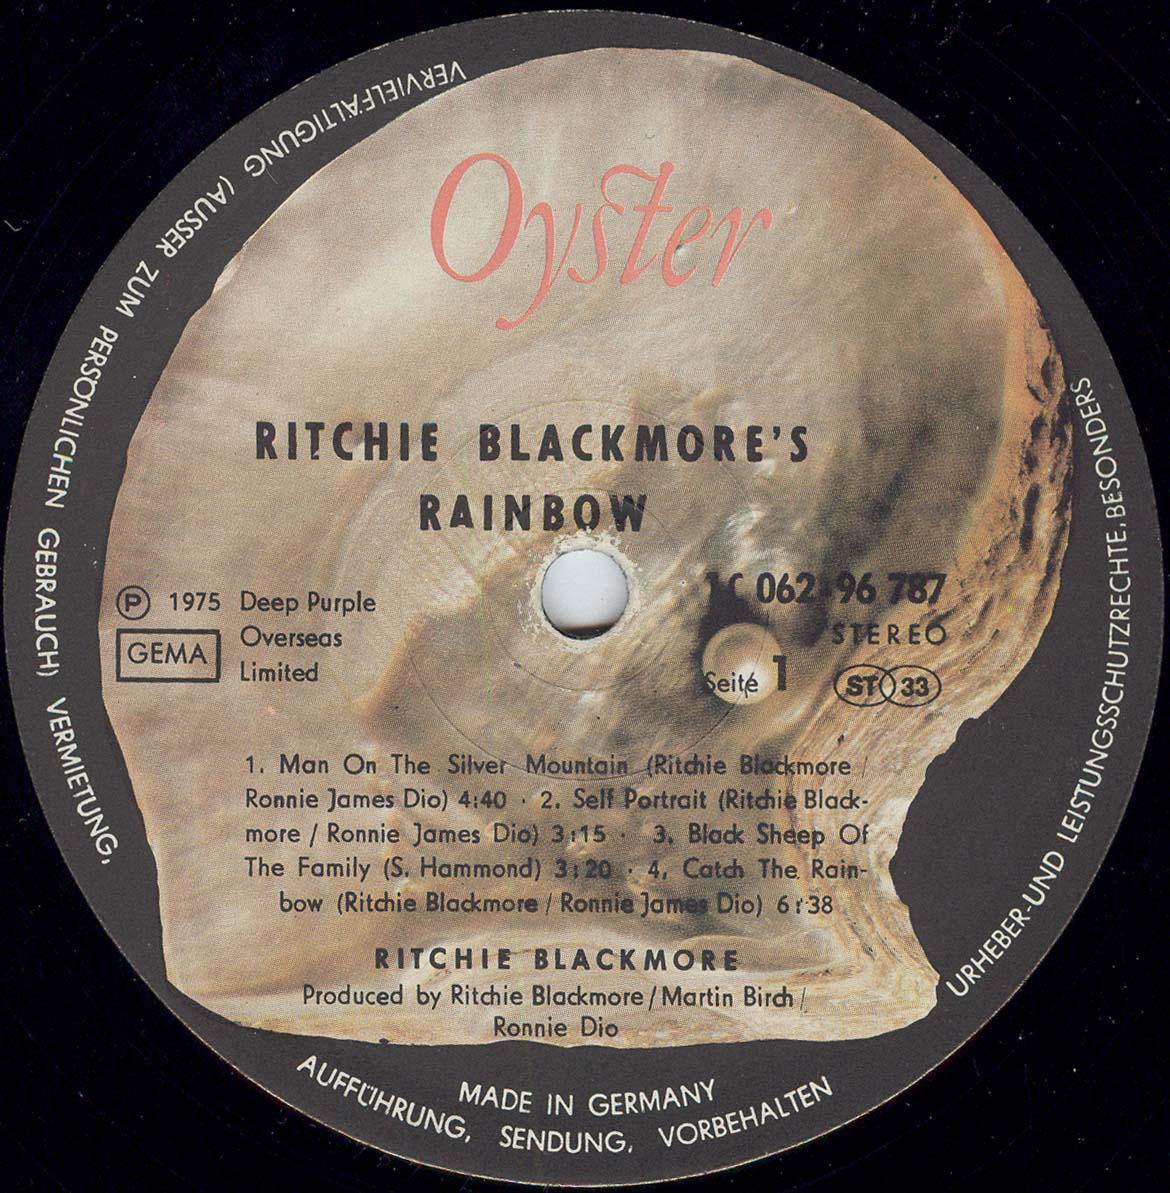 Oyster
RITCHIE BLACKMORE'S
RAINBOW
Ⓟ 1975 Deep Purple
Overseas
Limited
GEMA
1C 062-96 787
STEREO
Seite 1
ST 33
1. Man On The Silver Mountain (Ritchie Blackmore /
Ronnie James Dio) 4:40 · 2. Self Portrait (Ritchie Black-
more / Ronnie James Dio) 3:15 · 3. Black Sheep Of
The Family (S. Hammond) 3:20 · 4. Catch The Rain-
bow (Ritchie Blackmore / Ronnie James Dio) 6:38
RITCHIE BLACKMORE
Produced by Ritchie Blackmore / Martin Birch /
Ronnie Dio
MADE IN GERMANY
URHEBER-UND LEISTUNGSSCHUTZRECHTE, BESONDERS
VERVIELFÄLTIGUNG (AUSSER ZUM PERSÖNLICHEN GEBRAUCH) VERMIETUNG,
AUFFÜHRUNG, SENDUNG, VORBEHALTEN